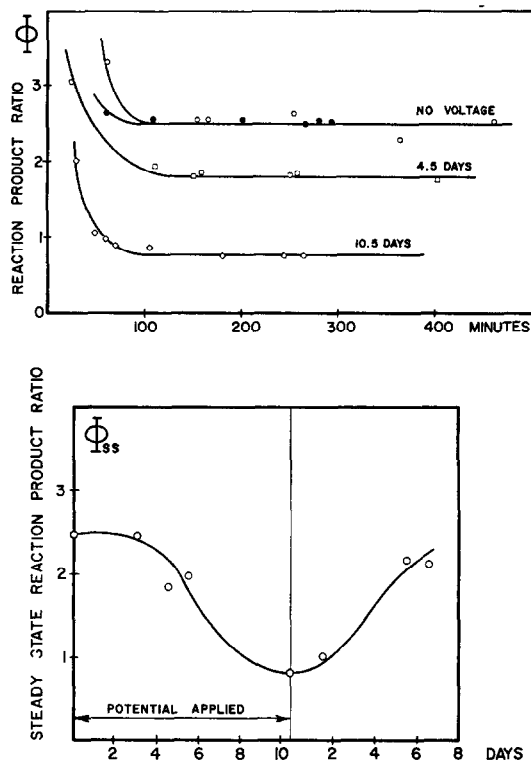 Φ
REACTION PRODUCT RATIO
3
2
1
0
NO VOLTAGE
4.5 DAYS
10.5 DAYS
100 200 300 400 MINUTES
Φss
STEADY STATE REACTION PRODUCT RATIO
3
2
1
POTENTIAL APPLIED
2 4 6 8 10 2 4 6 8 DAYS